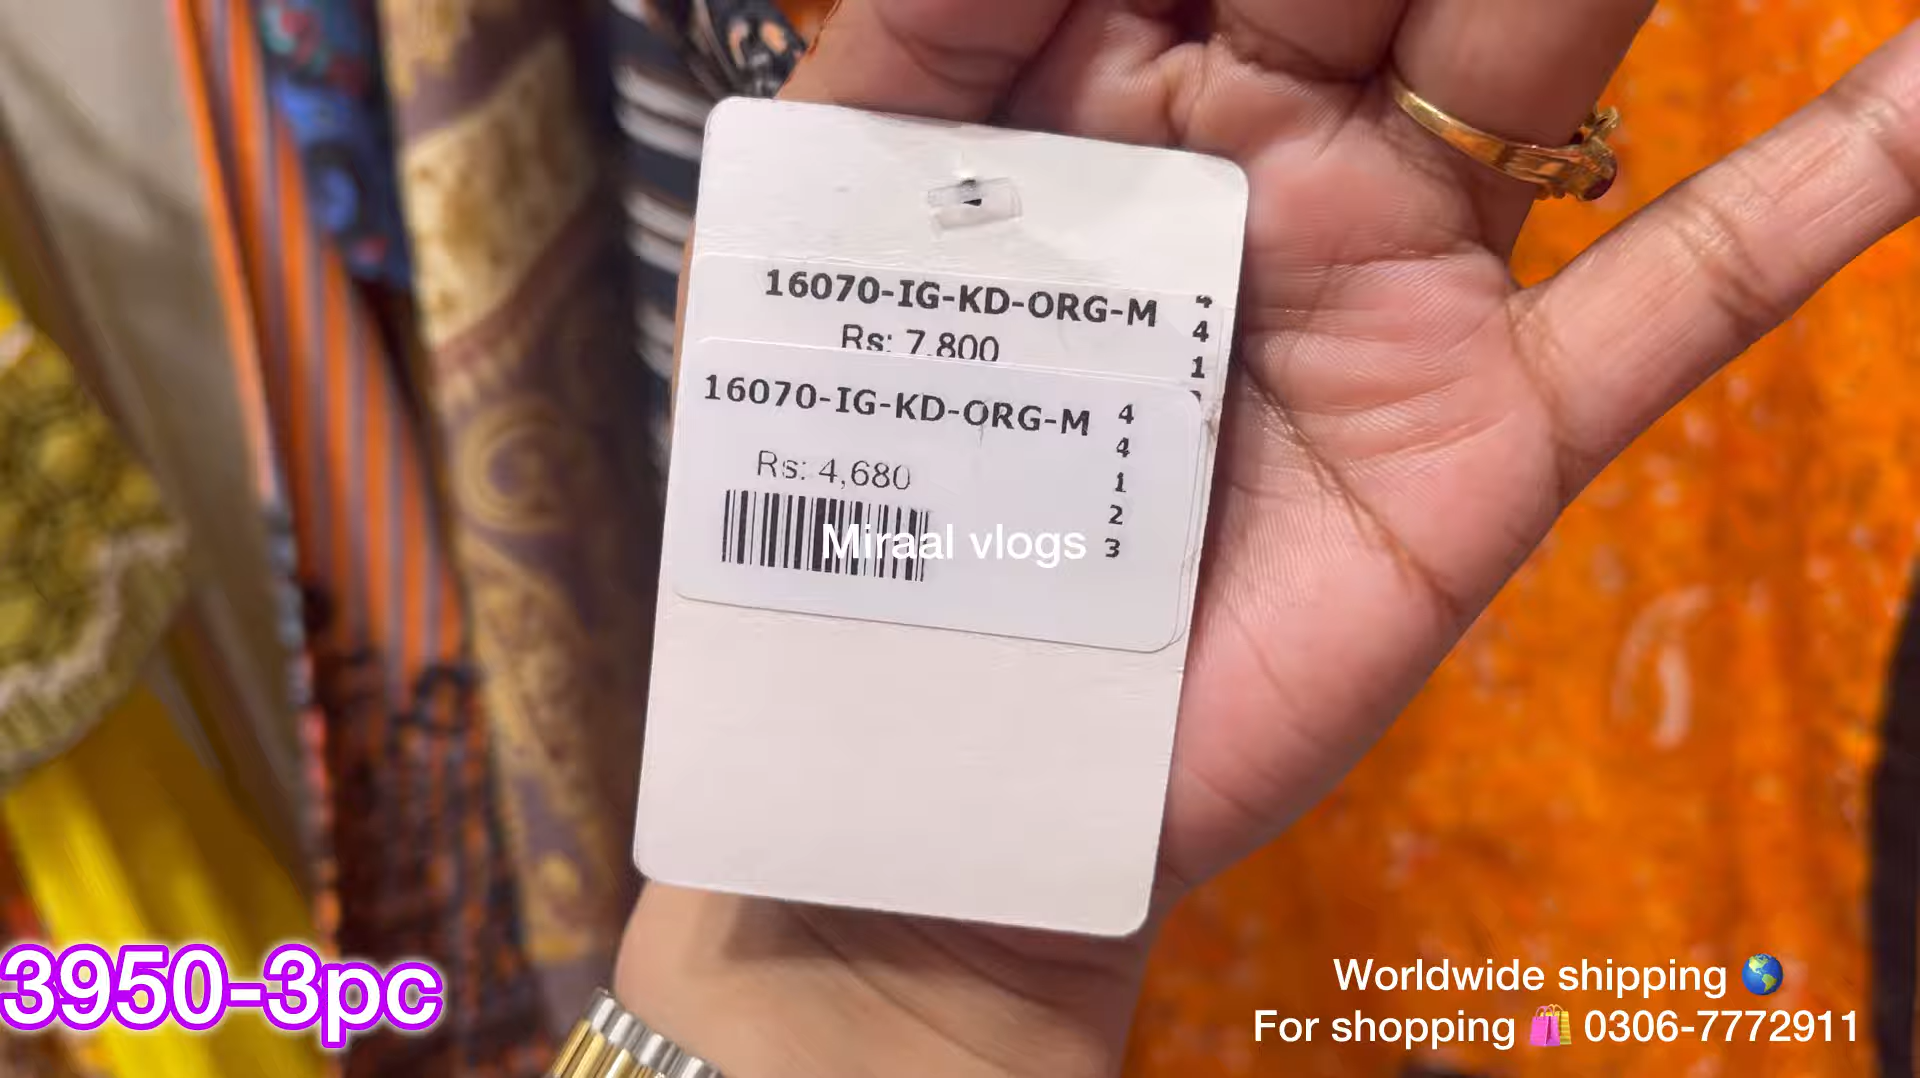 16070-IG-KD-ORG-M
Rs: 7,800
4
4
1
16070-IG-KD-ORG-M
Rs: 4,680
4
4
1
2
3
Miraal vlogs
3950-3pc
Worldwide shipping 🌎
For shopping 🛍️ 0306-7772911